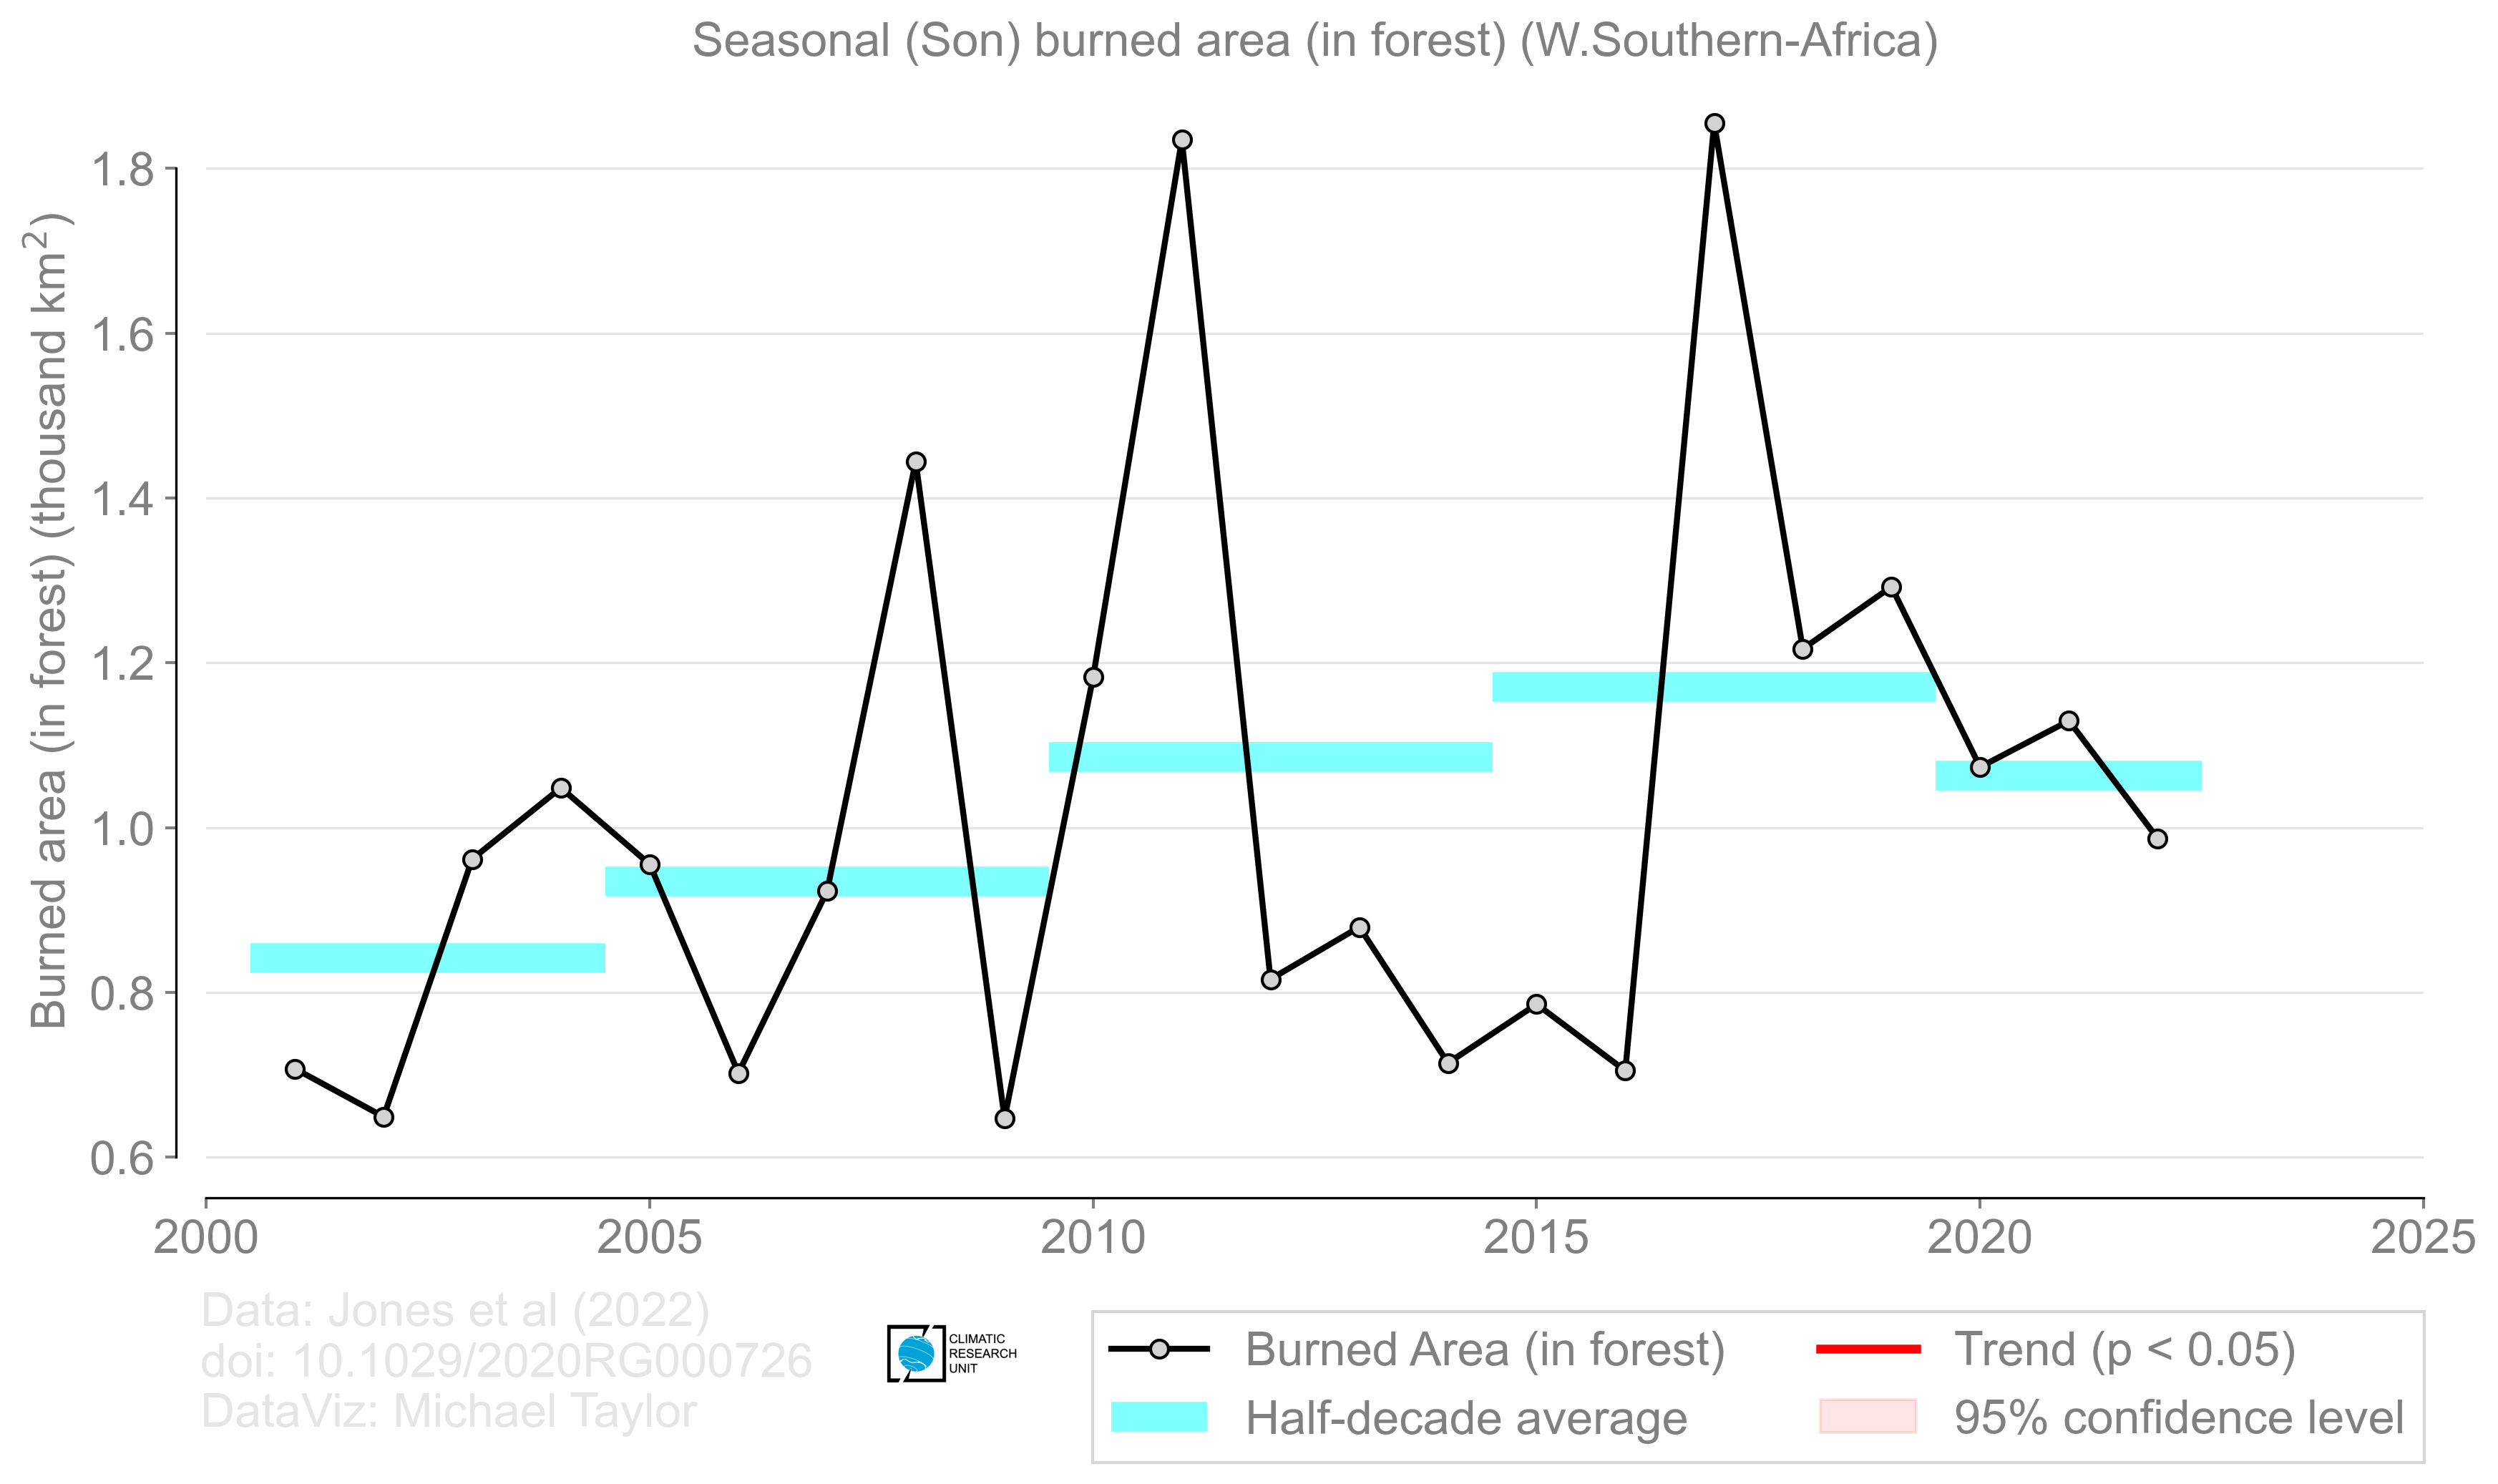 Seasonal (Son) burned area (in forest) (W.Southern-Africa)
Burned area (in forest) (thousand km²)
1.8
1.6
1.4
1.2
1.0
0.8
0.6
2000 2005 2010 2015 2020 2025
Data: Jones et al (2022)
doi: 10.1029/2020RG000726
DataViz: Michael Taylor
CLIMATIC
RESEARCH
UNIT
Burned Area (in forest)
Half-decade average
Trend (p < 0.05)
95% confidence level